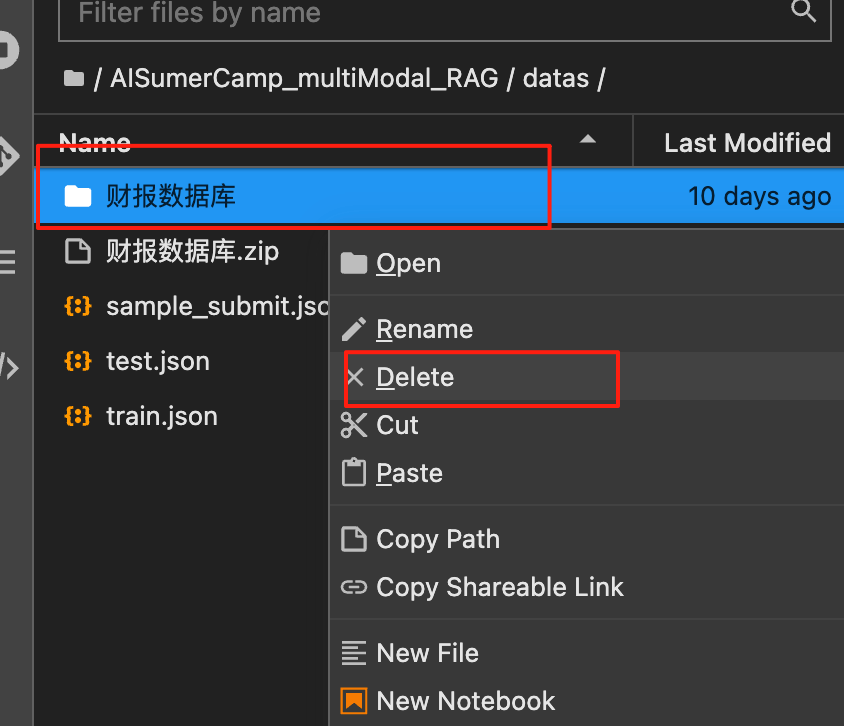 Filter files by name
/ AISumerCamp_multiModal_RAG / datas /
Name Last Modified
财报数据库 10 days ago
财报数据库.zip
sample_submit.jso
test.json
train.json
Open
Rename
Delete
Cut
Paste
Copy Path
Copy Shareable Link
New File
New Notebook